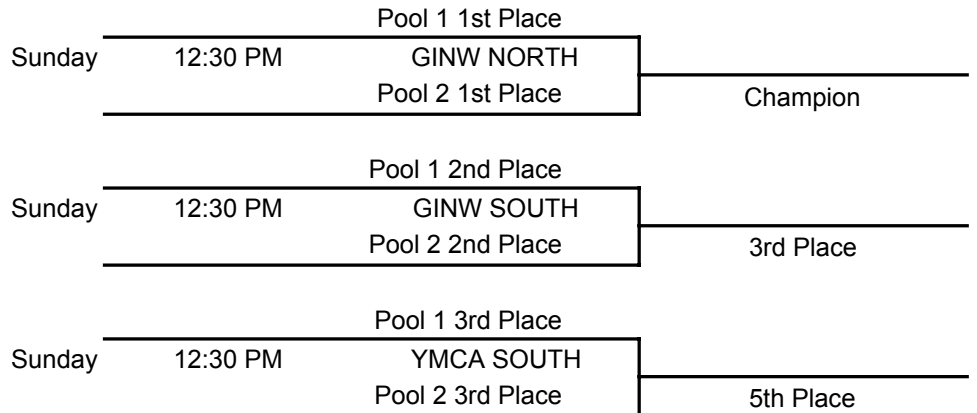 Pool 1 1st Place
Sunday 12:30 PM GINW NORTH
Pool 2 1st Place
Champion
Pool 1 2nd Place
Sunday 12:30 PM GINW SOUTH
Pool 2 2nd Place
3rd Place
Pool 1 3rd Place
Sunday 12:30 PM YMCA SOUTH
Pool 2 3rd Place
5th Place